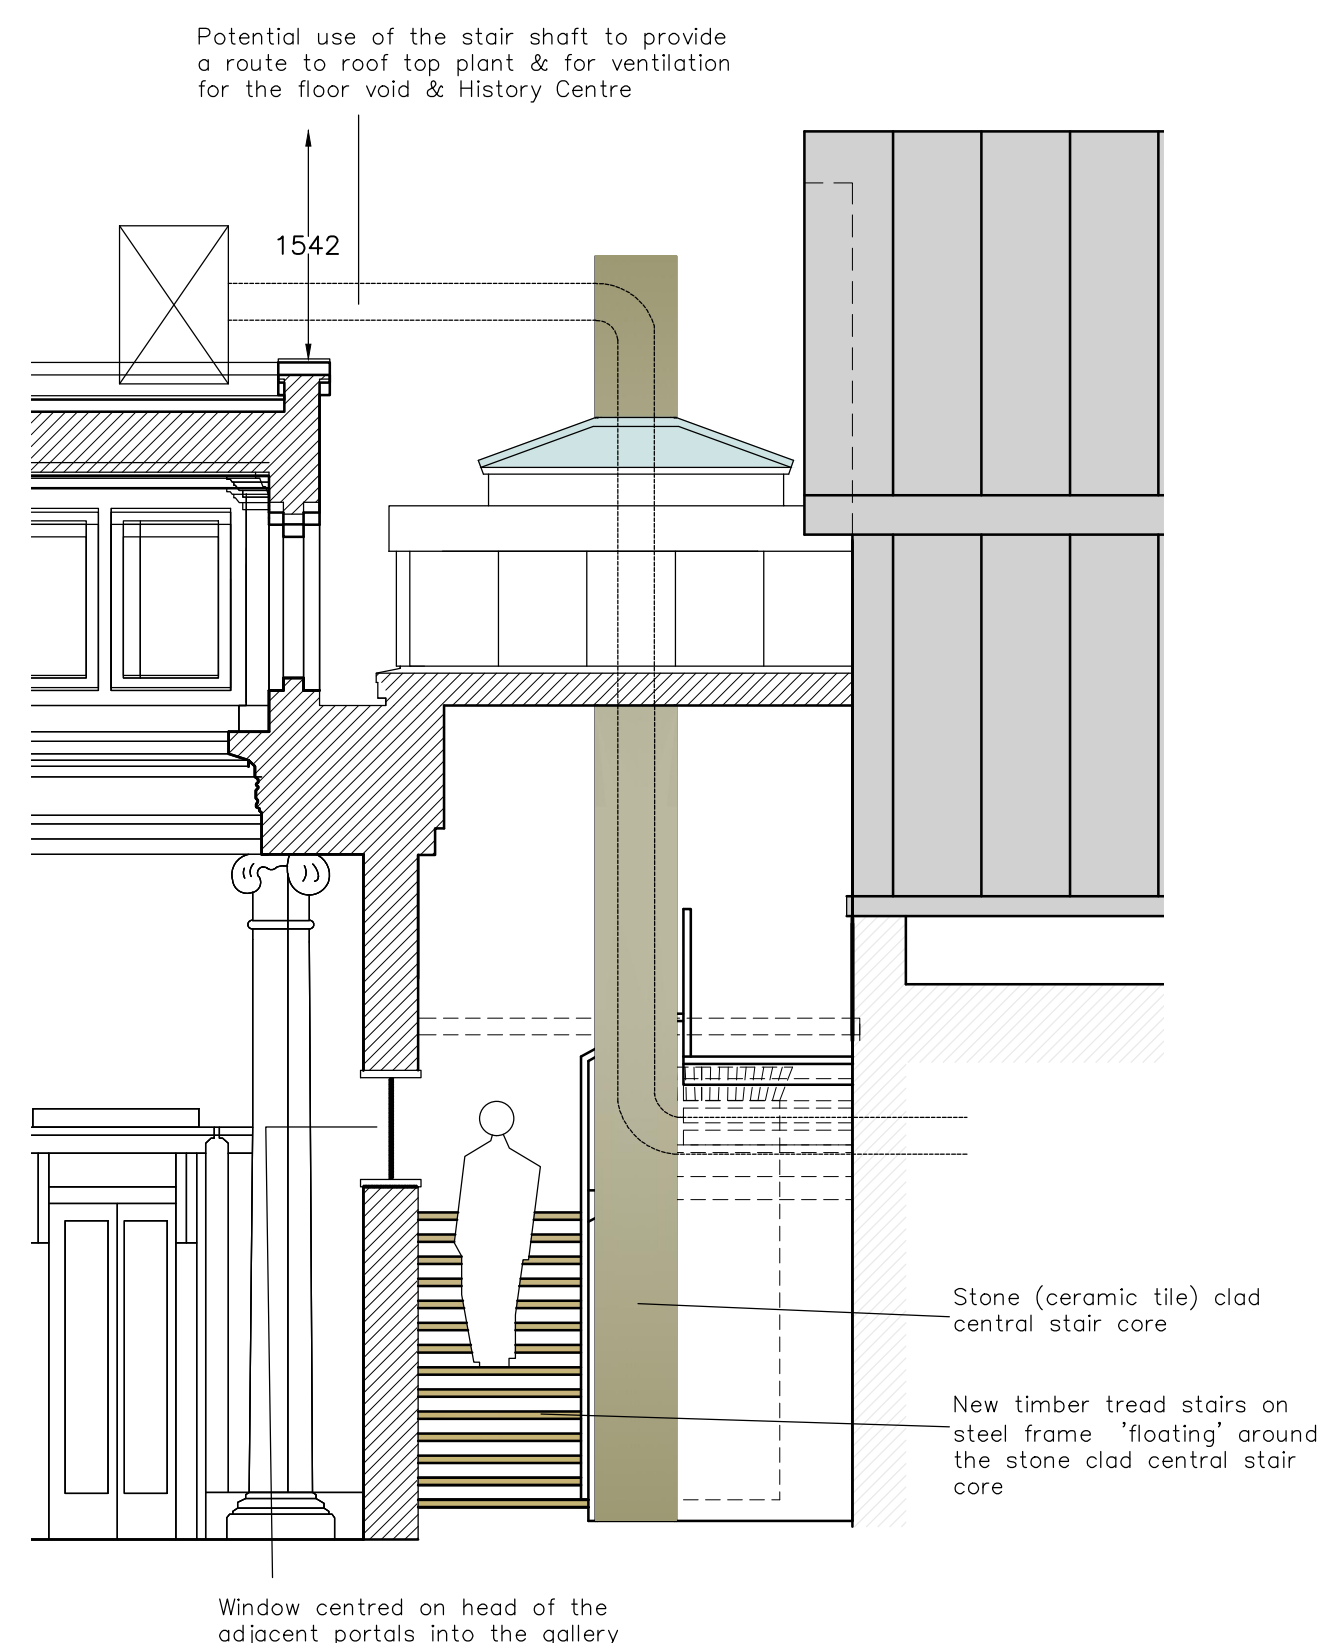 Potential use of the stair shaft to provide
a route to roof top plant & for ventilation
for the floor void & History Centre
1542
Stone (ceramic tile) clad
central stair core
New timber tread stairs on
steel frame 'floating' around
the stone clad central stair
core
Window centred on head of the
adjacent portals into the gallery